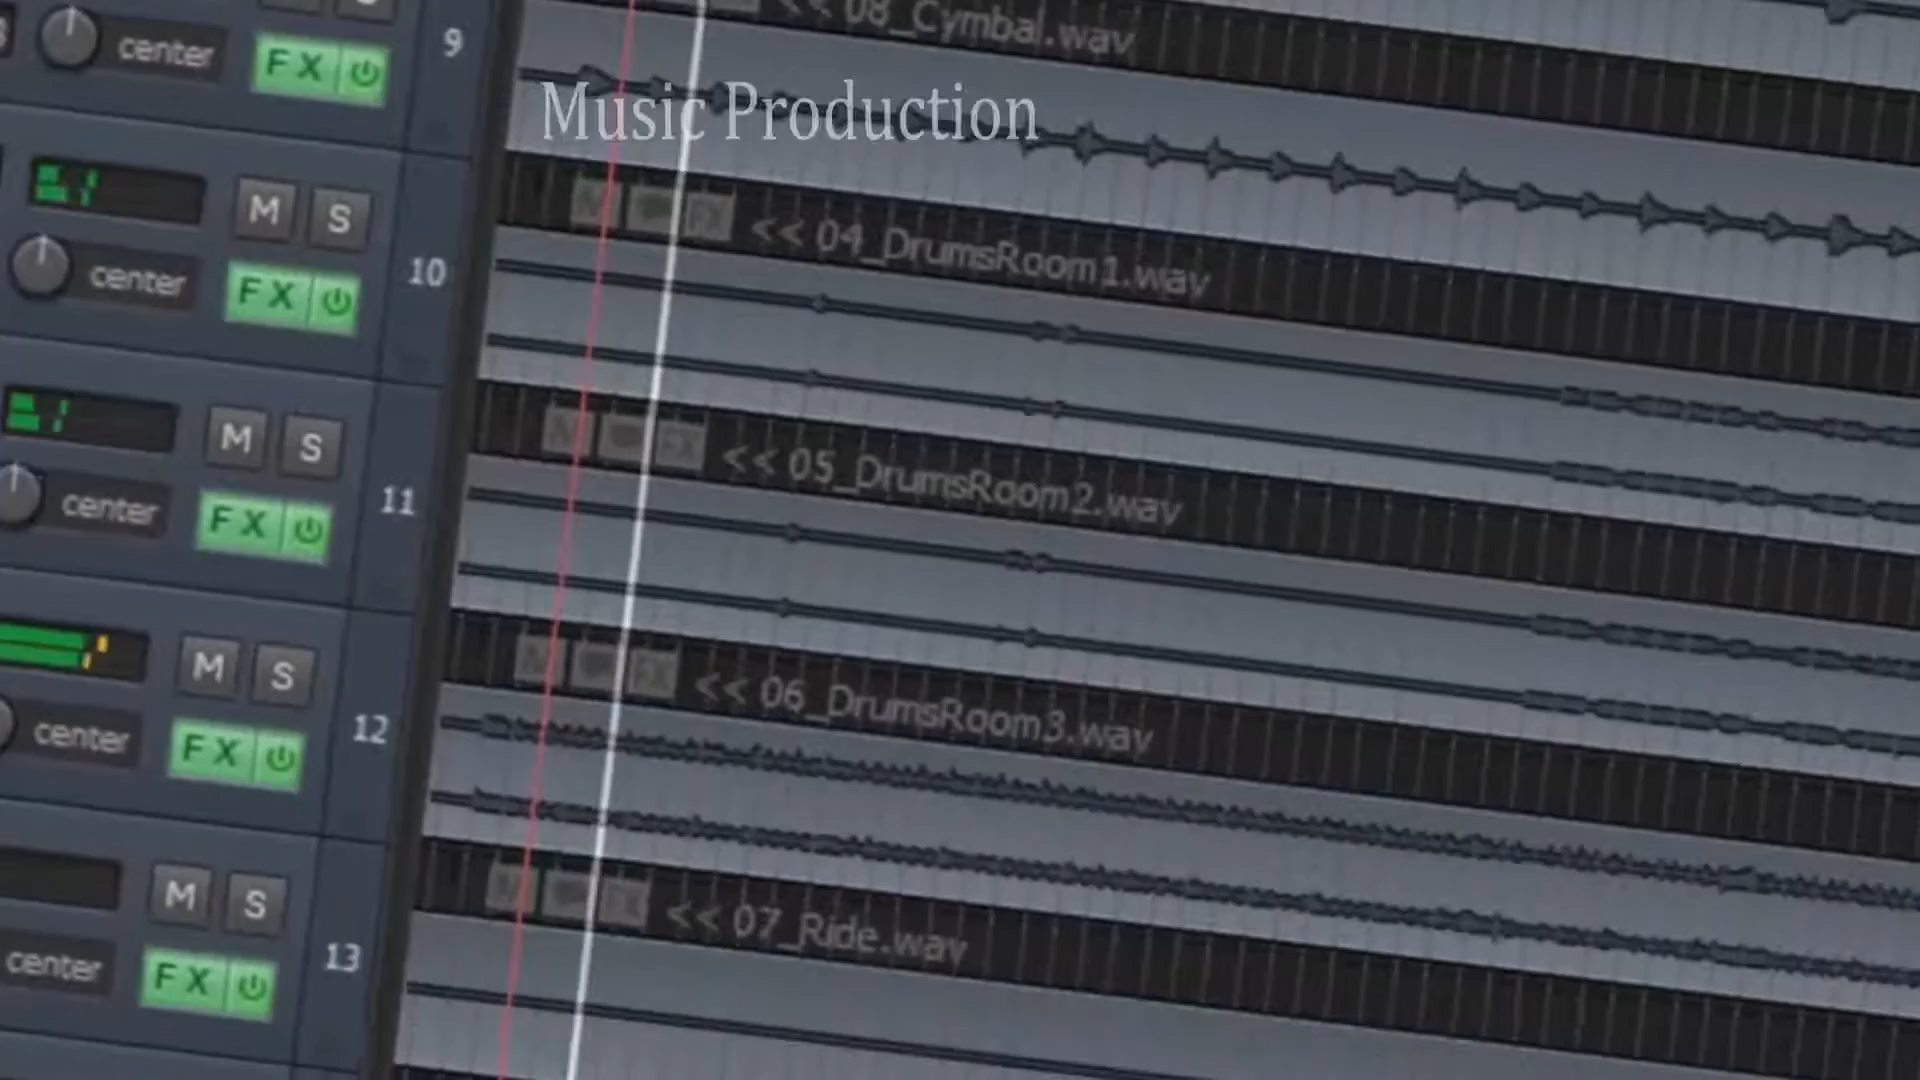 << 08_Cymbal.wav
center FX 9
Music Production
M S
<< 04_DrumsRoom1.wav
center FX 10
M S
<< 05_DrumsRoom2.wav
center FX 11
M S
<< 06_DrumsRoom3.wav
center FX 12
M S
<< 07_Ride.wav
center FX 13